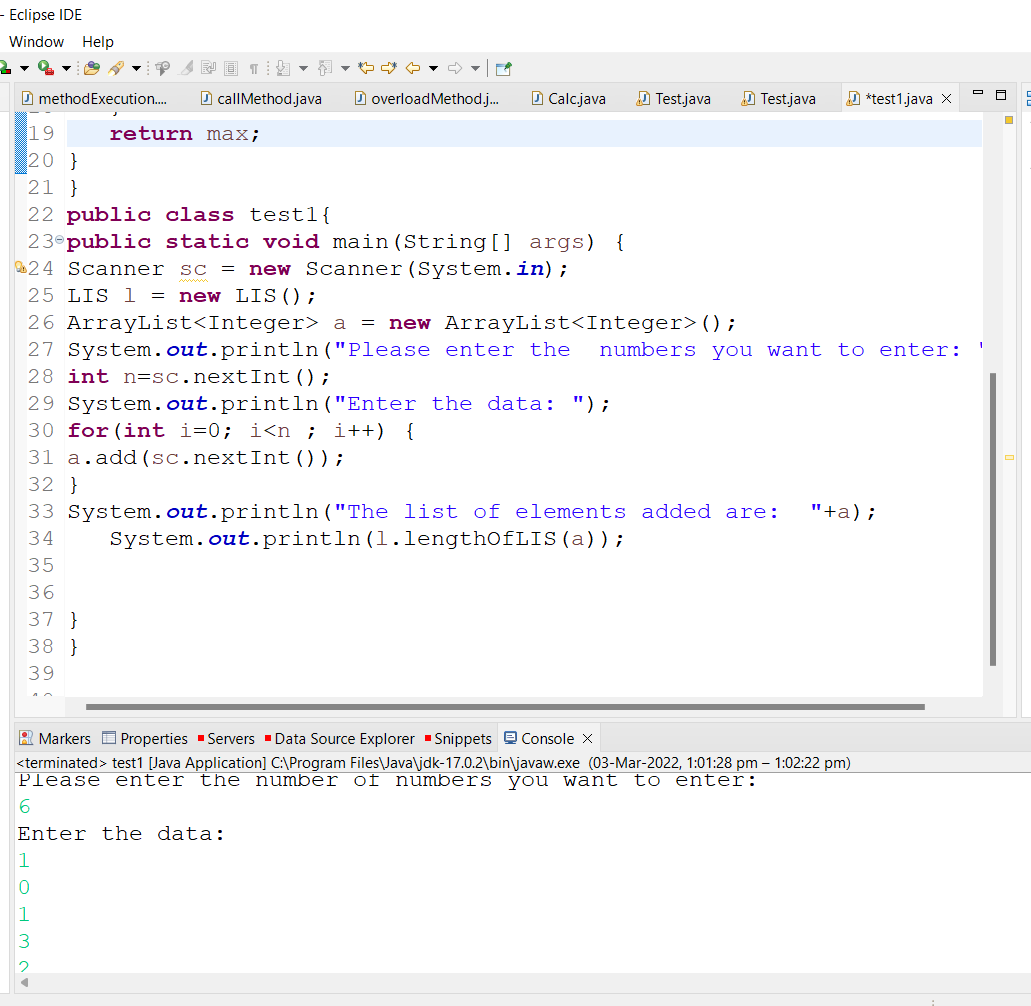 - Eclipse IDE
Window Help
methodExecution.... callMethod.java overloadMethod.j... Calc.java Test.java Test.java *test1.java
19 return max;
20 }
21 }
22 public class test1{
23 public static void main(String[] args) {
24 Scanner sc = new Scanner(System.in);
25 LIS l = new LIS();
26 ArrayList<Integer> a = new ArrayList<Integer>();
27 System.out.println("Please enter the  numbers you want to enter: "
28 int n=sc.nextInt();
29 System.out.println("Enter the data: ");
30 for(int i=0; i<n ; i++) {
31 a.add(sc.nextInt());
32 }
33 System.out.println("The list of elements added are:  "+a);
34 System.out.println(l.lengthOfLIS(a));
35
36
37 }
38 }
39
Markers Properties Servers Data Source Explorer Snippets Console
<terminated> test1 [Java Application] C:\Program Files\Java\jdk-17.0.2\bin\javaw.exe (03-Mar-2022, 1:01:28 pm – 1:02:22 pm)
Please enter the number of numbers you want to enter:
6
Enter the data:
1
0
1
3
2